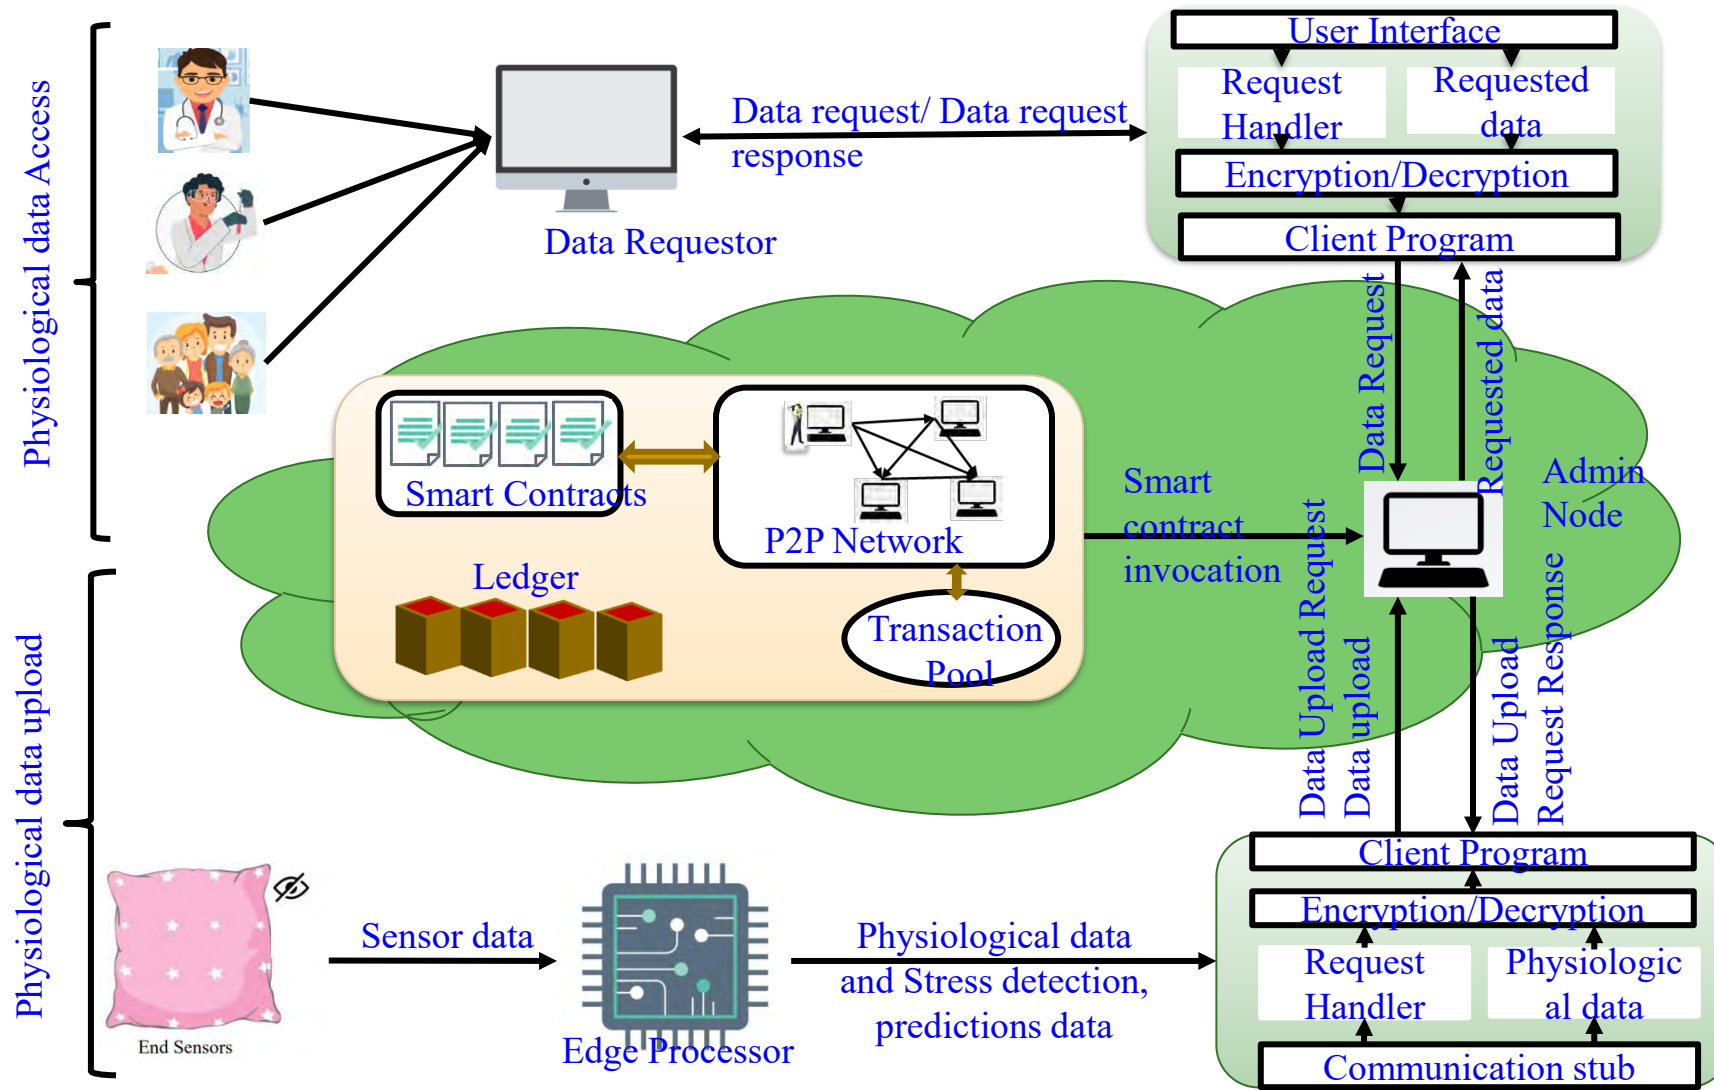 Physiological data Access
Data Requestor
Data request/ Data request
response
User Interface
Request
Handler
Requested
data
Encryption/Decryption
Client Program
Data Request
Requested data
Smart Contracts
P2P Network
Ledger
Transaction
Pool
Smart
contract
invocation
Admin
Node
Physiological data upload
Data Upload Request
Data upload
Data Upload
Request Response
End Sensors
Sensor data
Edge Processor
Physiological data
and Stress detection,
predictions data
Client Program
Encryption/Decryption
Request
Handler
Physiologic
al data
Communication stub